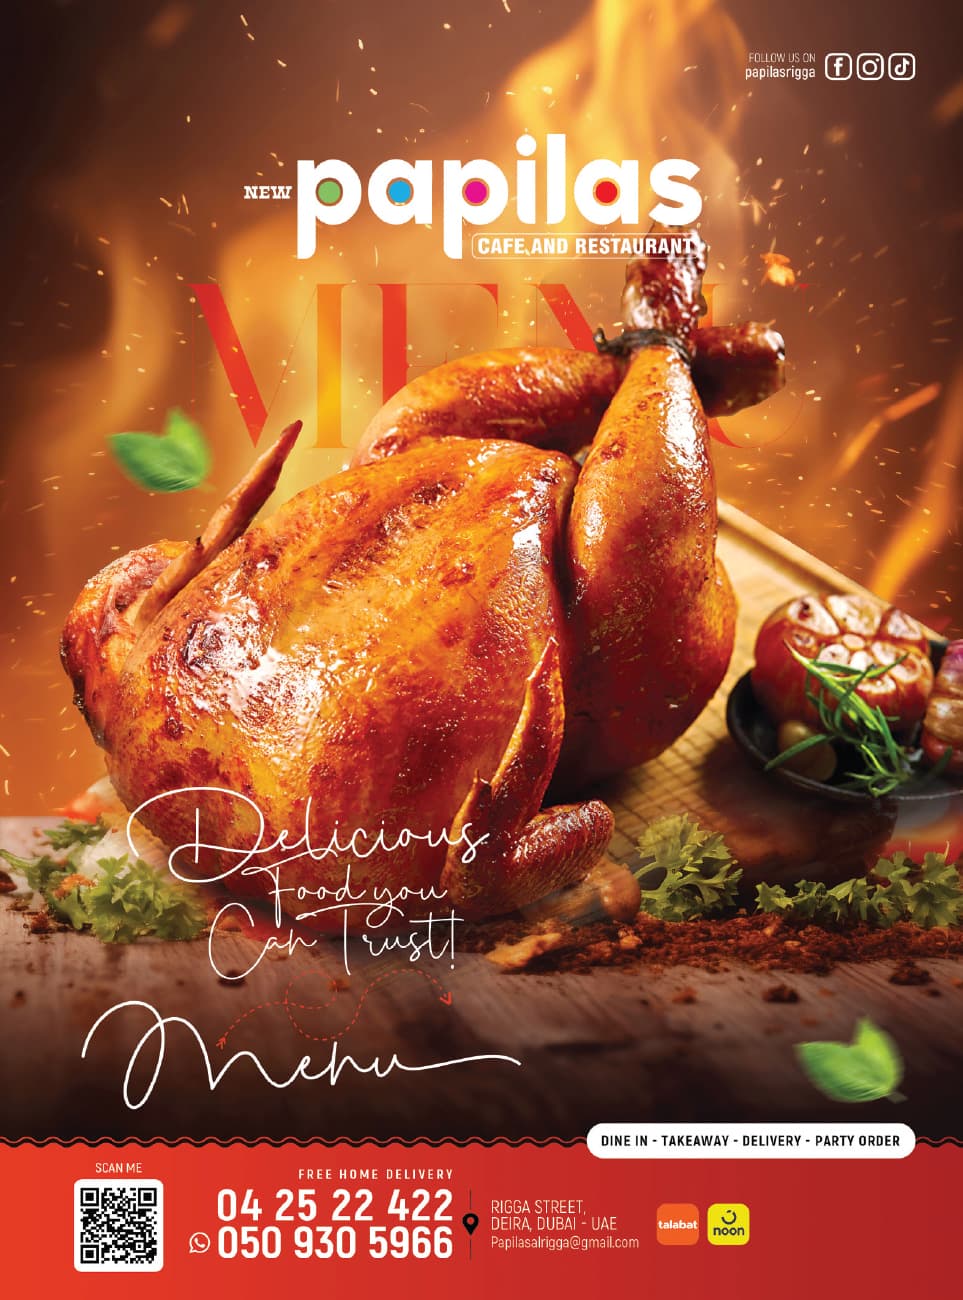 FOLLOW US ON
papilasrigga
NEW papilas
CAFE AND RESTAURANT
MENU
Delicious
Food you
Can Trust!
Menu
DINE IN - TAKEAWAY - DELIVERY - PARTY ORDER
SCAN ME
FREE HOME DELIVERY
04 25 22 422
050 930 5966
RIGGA STREET,
DEIRA, DUBAI - UAE
Papilasalrigga@gmail.com
talabat
noon